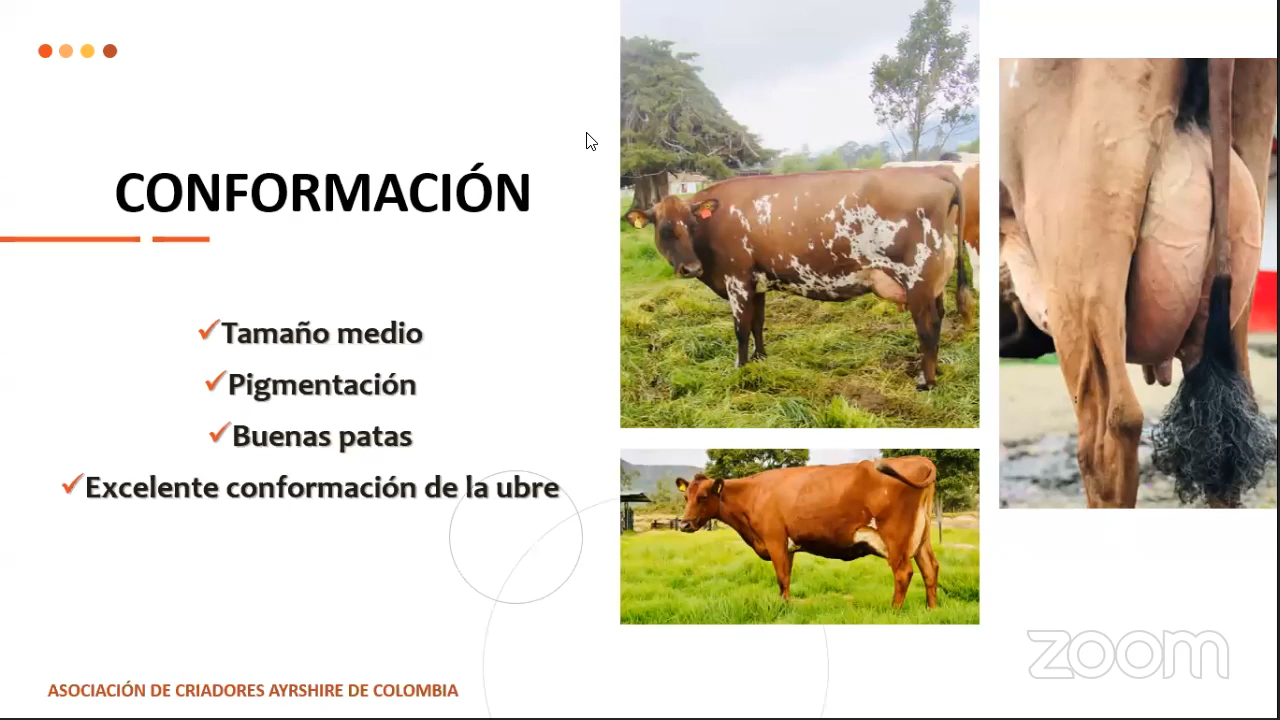 CONFORMACIÓN
Tamaño medio
Pigmentación
Buenas patas
Excelente conformación de la ubre
ASOCIACIÓN DE CRIADORES AYRSHIRE DE COLOMBIA
zoom